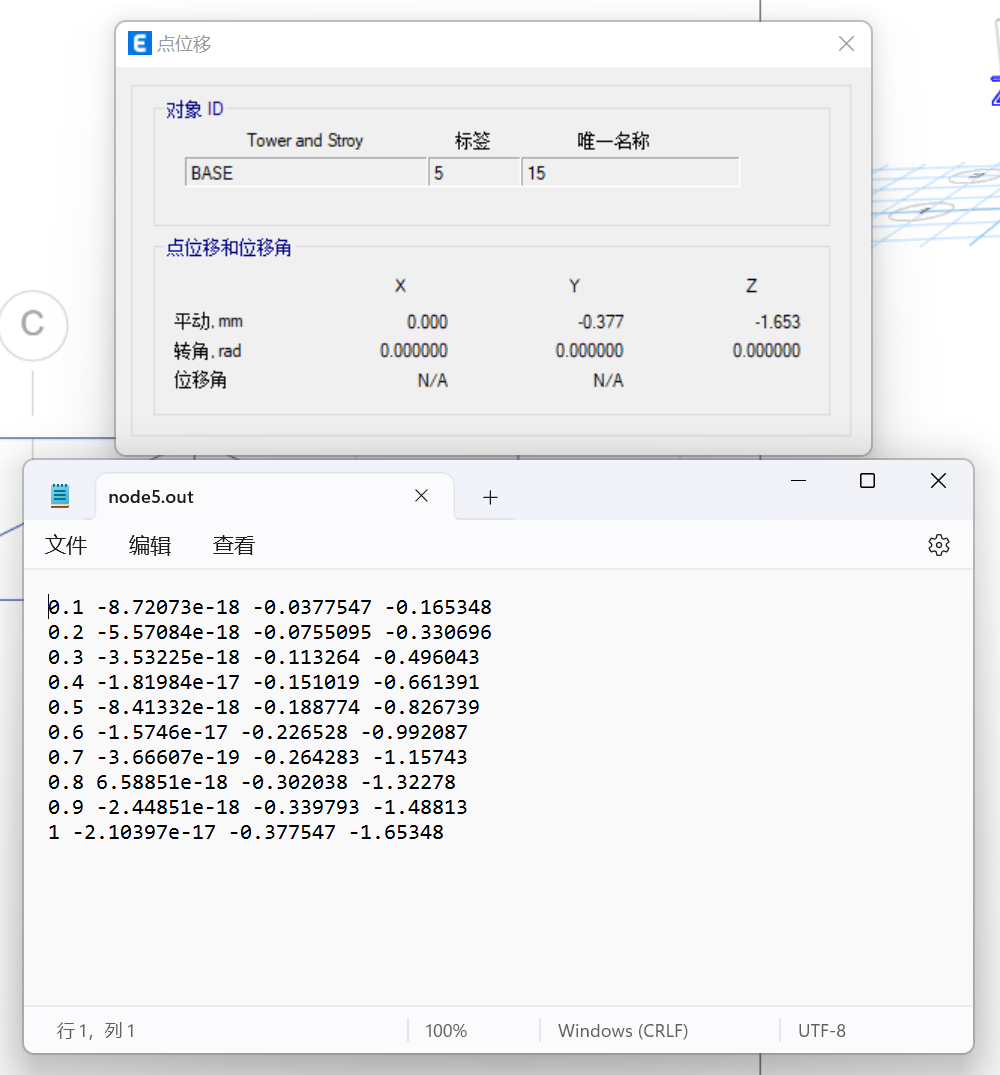 E 点位移
对象 ID
Tower and Stroy 标签 唯一名称
BASE 5 15
点位移和位移角
X Y Z
平动, mm 0.000 -0.377 -1.653
转角, rad 0.000000 0.000000 0.000000
位移角 N/A N/A
C
node5.out
文件 编辑 查看
0.1 -8.72073e-18 -0.0377547 -0.165348
0.2 -5.57084e-18 -0.0755095 -0.330696
0.3 -3.53225e-18 -0.113264 -0.496043
0.4 -1.81984e-17 -0.151019 -0.661391
0.5 -8.41332e-18 -0.188774 -0.826739
0.6 -1.5746e-17 -0.226528 -0.992087
0.7 -3.66607e-19 -0.264283 -1.15743
0.8 6.58851e-18 -0.302038 -1.32278
0.9 -2.44851e-18 -0.339793 -1.48813
1 -2.10397e-17 -0.377547 -1.65348
行 1，列 1 100% Windows (CRLF) UTF-8